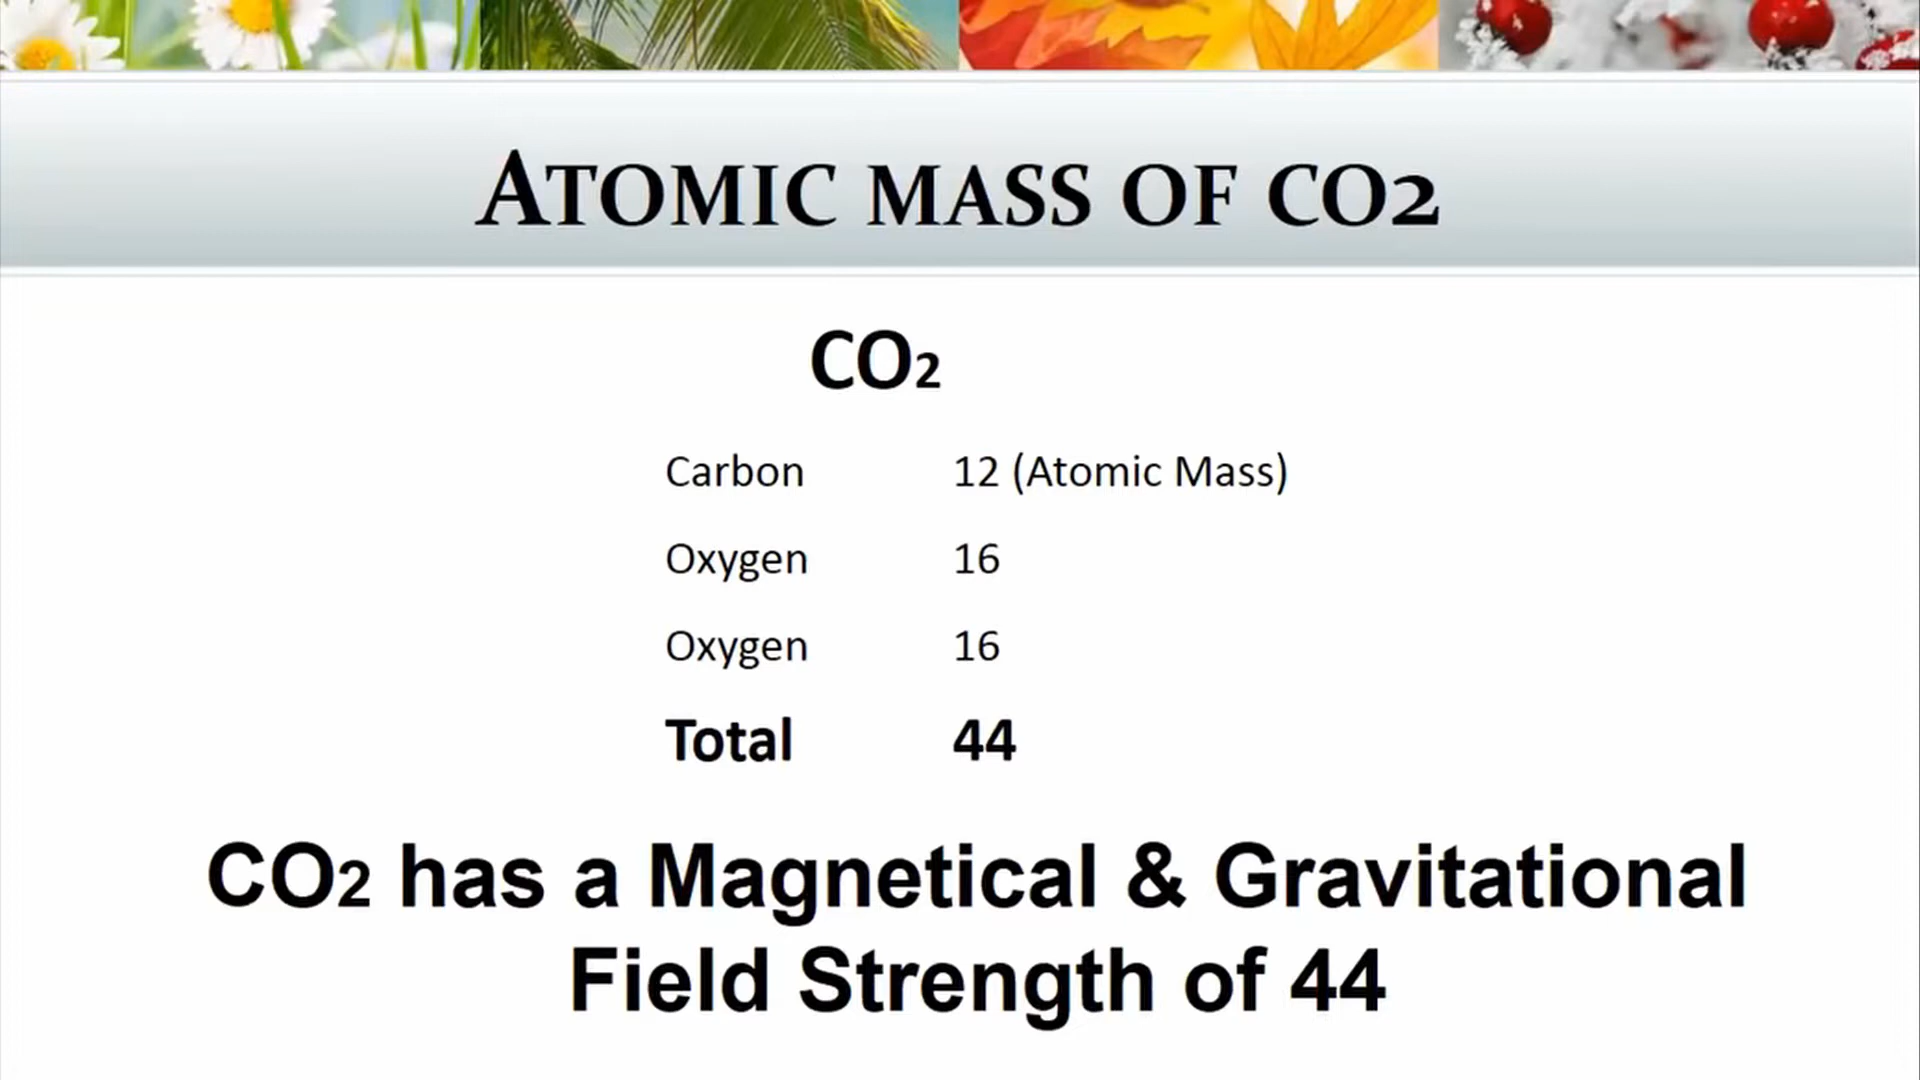 ATOMIC MASS OF CO2
CO2
Carbon 12 (Atomic Mass)
Oxygen 16
Oxygen 16
Total 44
CO2 has a Magnetical & Gravitational
Field Strength of 44